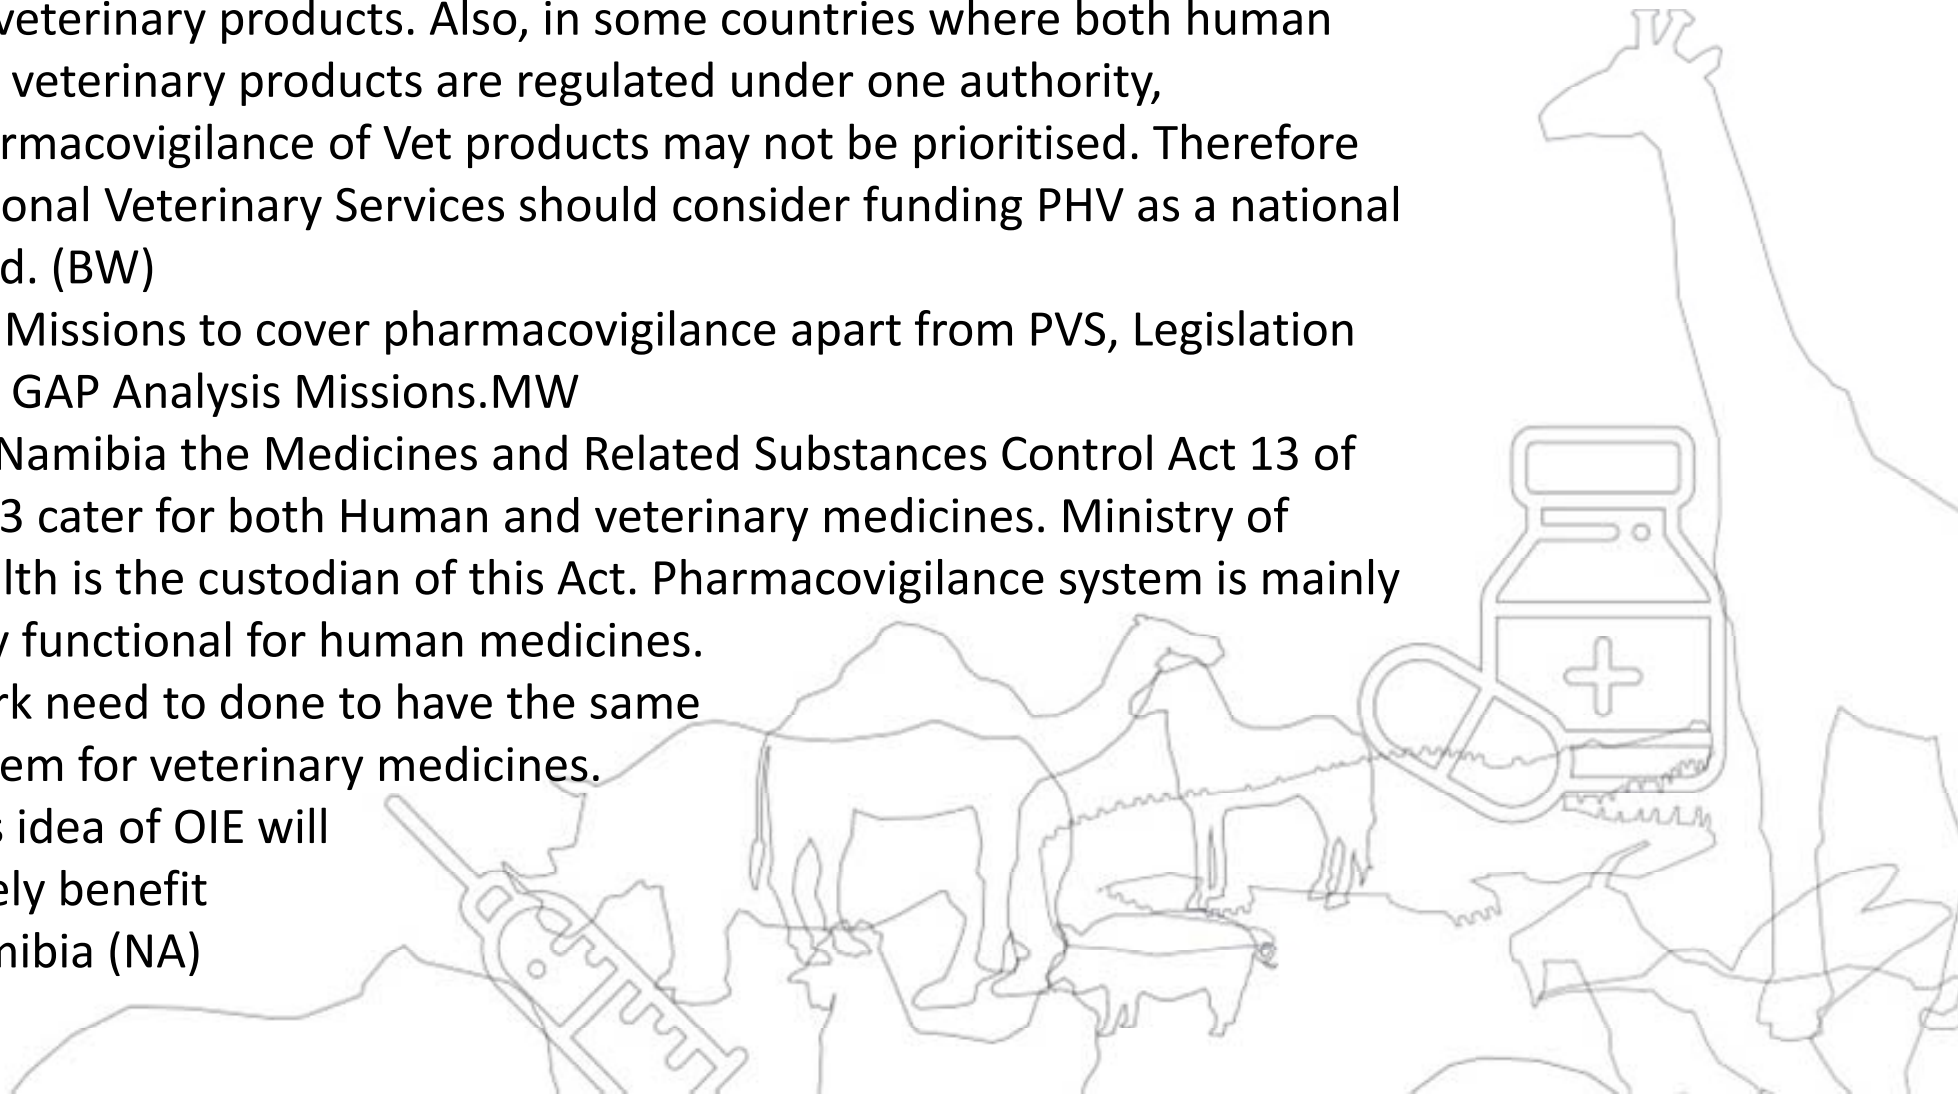 veterinary products. Also, in some countries where both human
veterinary products are regulated under one authority,
rmacovigilance of Vet products may not be prioritised. Therefore
onal Veterinary Services should consider funding PHV as a national
d. (BW)
Missions to cover pharmacovigilance apart from PVS, Legislation
GAP Analysis Missions.MW
Namibia the Medicines and Related Substances Control Act 13 of
3 cater for both Human and veterinary medicines. Ministry of
lth is the custodian of this Act. Pharmacovigilance system is mainly
y functional for human medicines.
rk need to done to have the same
em for veterinary medicines.
s idea of OIE will
ely benefit
mibia (NA)